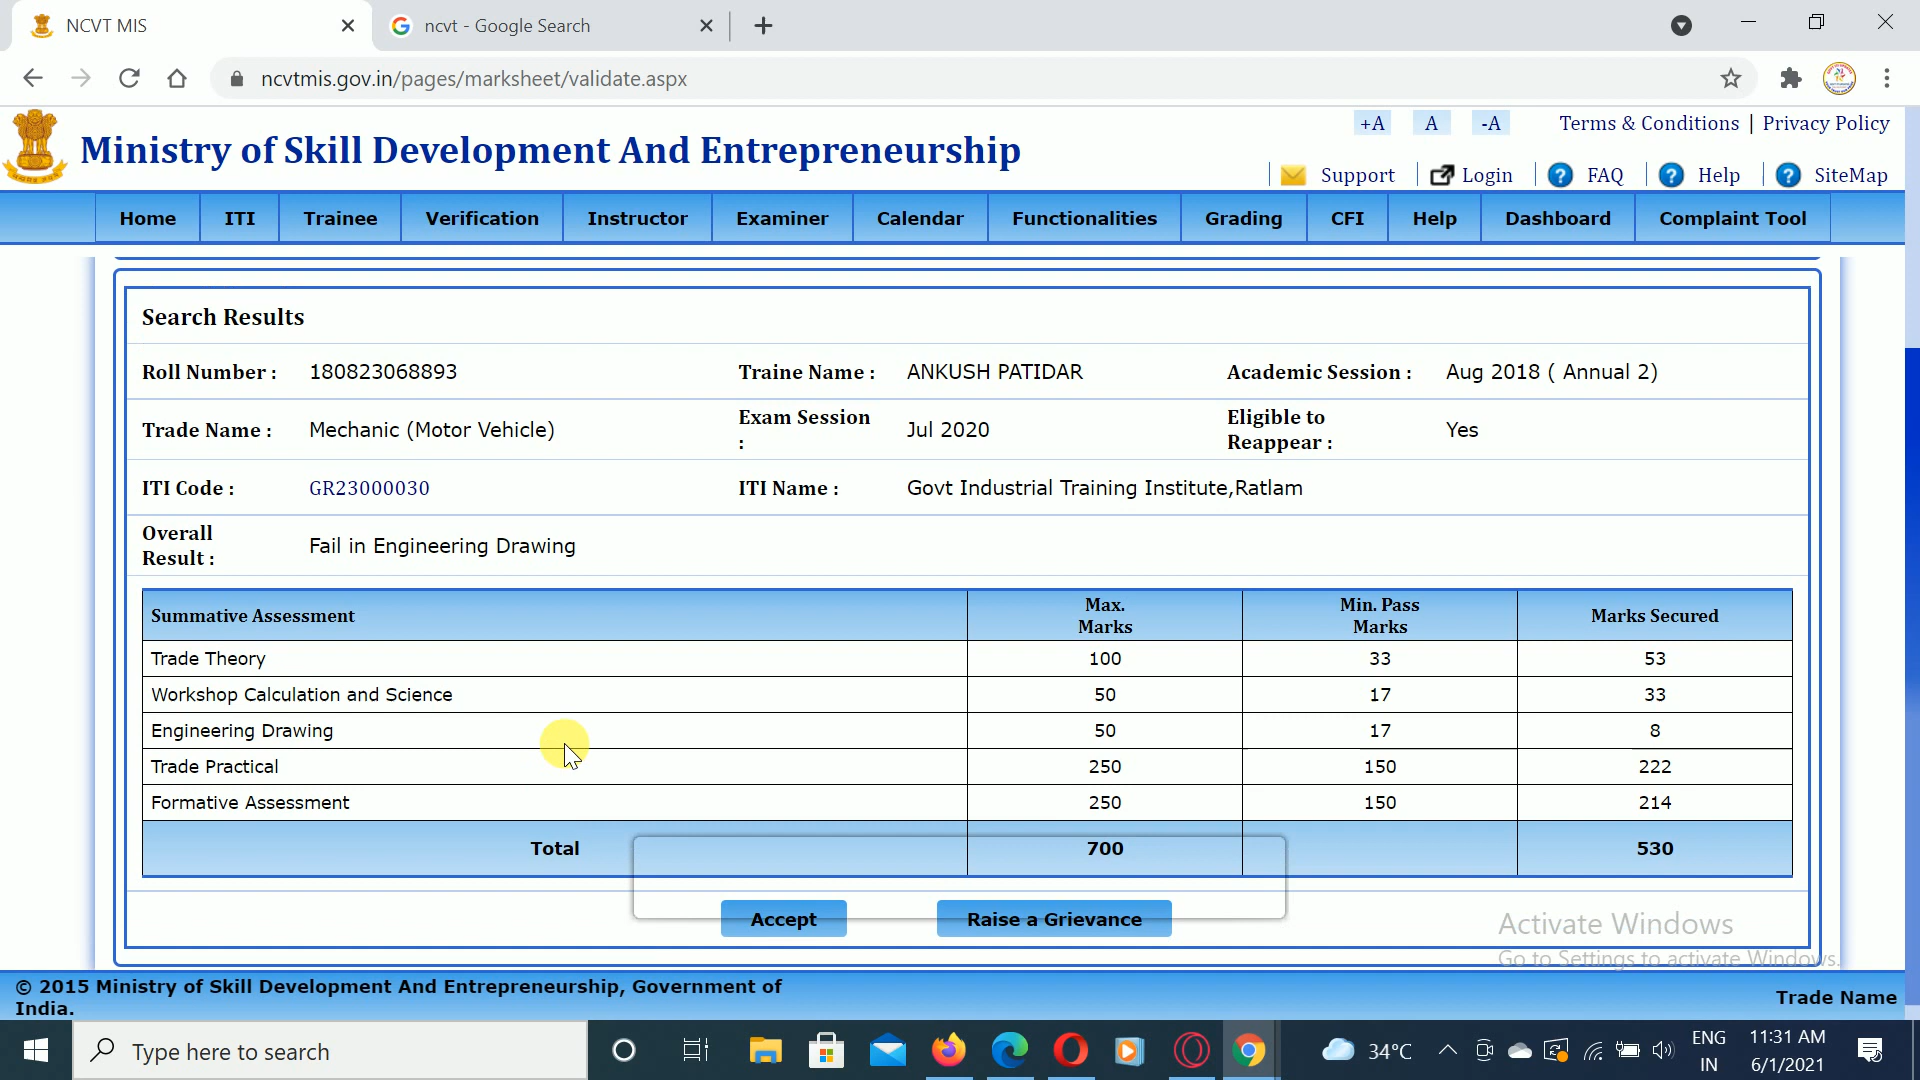 NCVT MIS
ncvt - Google Search
ncvtmis.gov.in/pages/marksheet/validate.aspx
+A A -A Terms & Conditions | Privacy Policy
Ministry of Skill Development And Entrepreneurship
Support Login FAQ Help SiteMap
Home ITI Trainee Verification Instructor Examiner Calendar Functionalities Grading CFI Help Dashboard Complaint Tool
Search Results
Roll Number : 180823068893 Traine Name : ANKUSH PATIDAR Academic Session : Aug 2018 ( Annual 2)
Trade Name : Mechanic (Motor Vehicle) Exam Session : Jul 2020 Eligible to Reappear : Yes
ITI Code : GR23000030 ITI Name : Govt Industrial Training Institute,Ratlam
Overall Result : Fail in Engineering Drawing
Summative Assessment Max. Marks Min. Pass Marks Marks Secured
Trade Theory 100 33 53
Workshop Calculation and Science 50 17 33
Engineering Drawing 50 17 8
Trade Practical 250 150 222
Formative Assessment 250 150 214
Total 700 530
Accept Raise a Grievance
Activate Windows
Go to Settings to activate Windows.
© 2015 Ministry of Skill Development And Entrepreneurship, Government of
India.
Trade Name
Type here to search
34°C
ENG
IN
11:31 AM
6/1/2021